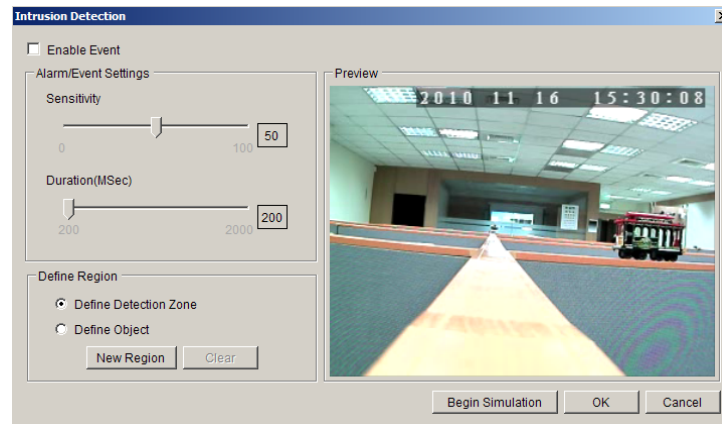 Intrusion Detection
Enable Event
Alarm/Event Settings
Sensitivity
50
0 100
Duration(MSec)
200
200 2000
Define Region
Define Detection Zone
Define Object
New Region Clear
Preview
2010 11 16 15:30:08
Begin Simulation OK Cancel